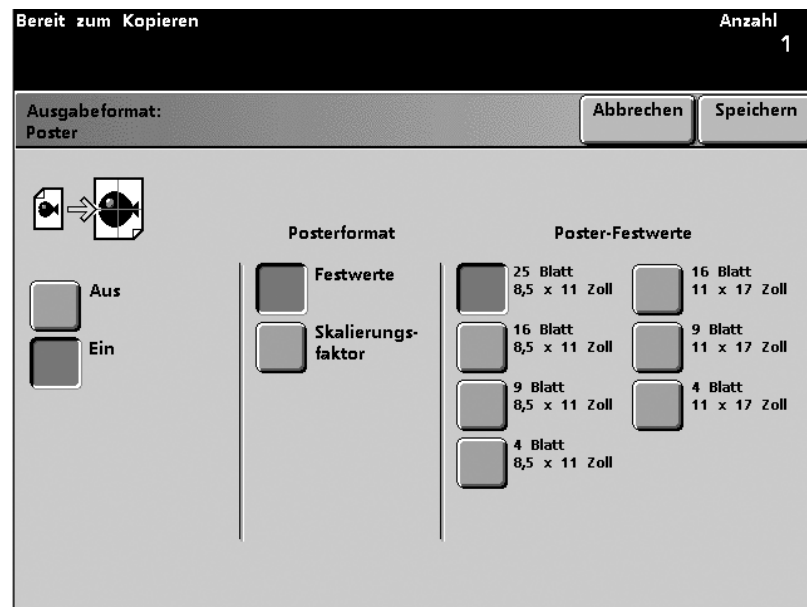 Bereit zum Kopieren
Anzahl
1
Ausgabeformat:
Poster
Abbrechen
Speichern
Posterformat
Poster-Festwerte
Aus
Ein
Festwerte
Skalierungs-
faktor
25 Blatt
8,5 x 11 Zoll
16 Blatt
8,5 x 11 Zoll
9 Blatt
8,5 x 11 Zoll
4 Blatt
8,5 x 11 Zoll
16 Blatt
11 x 17 Zoll
9 Blatt
11 x 17 Zoll
4 Blatt
11 x 17 Zoll